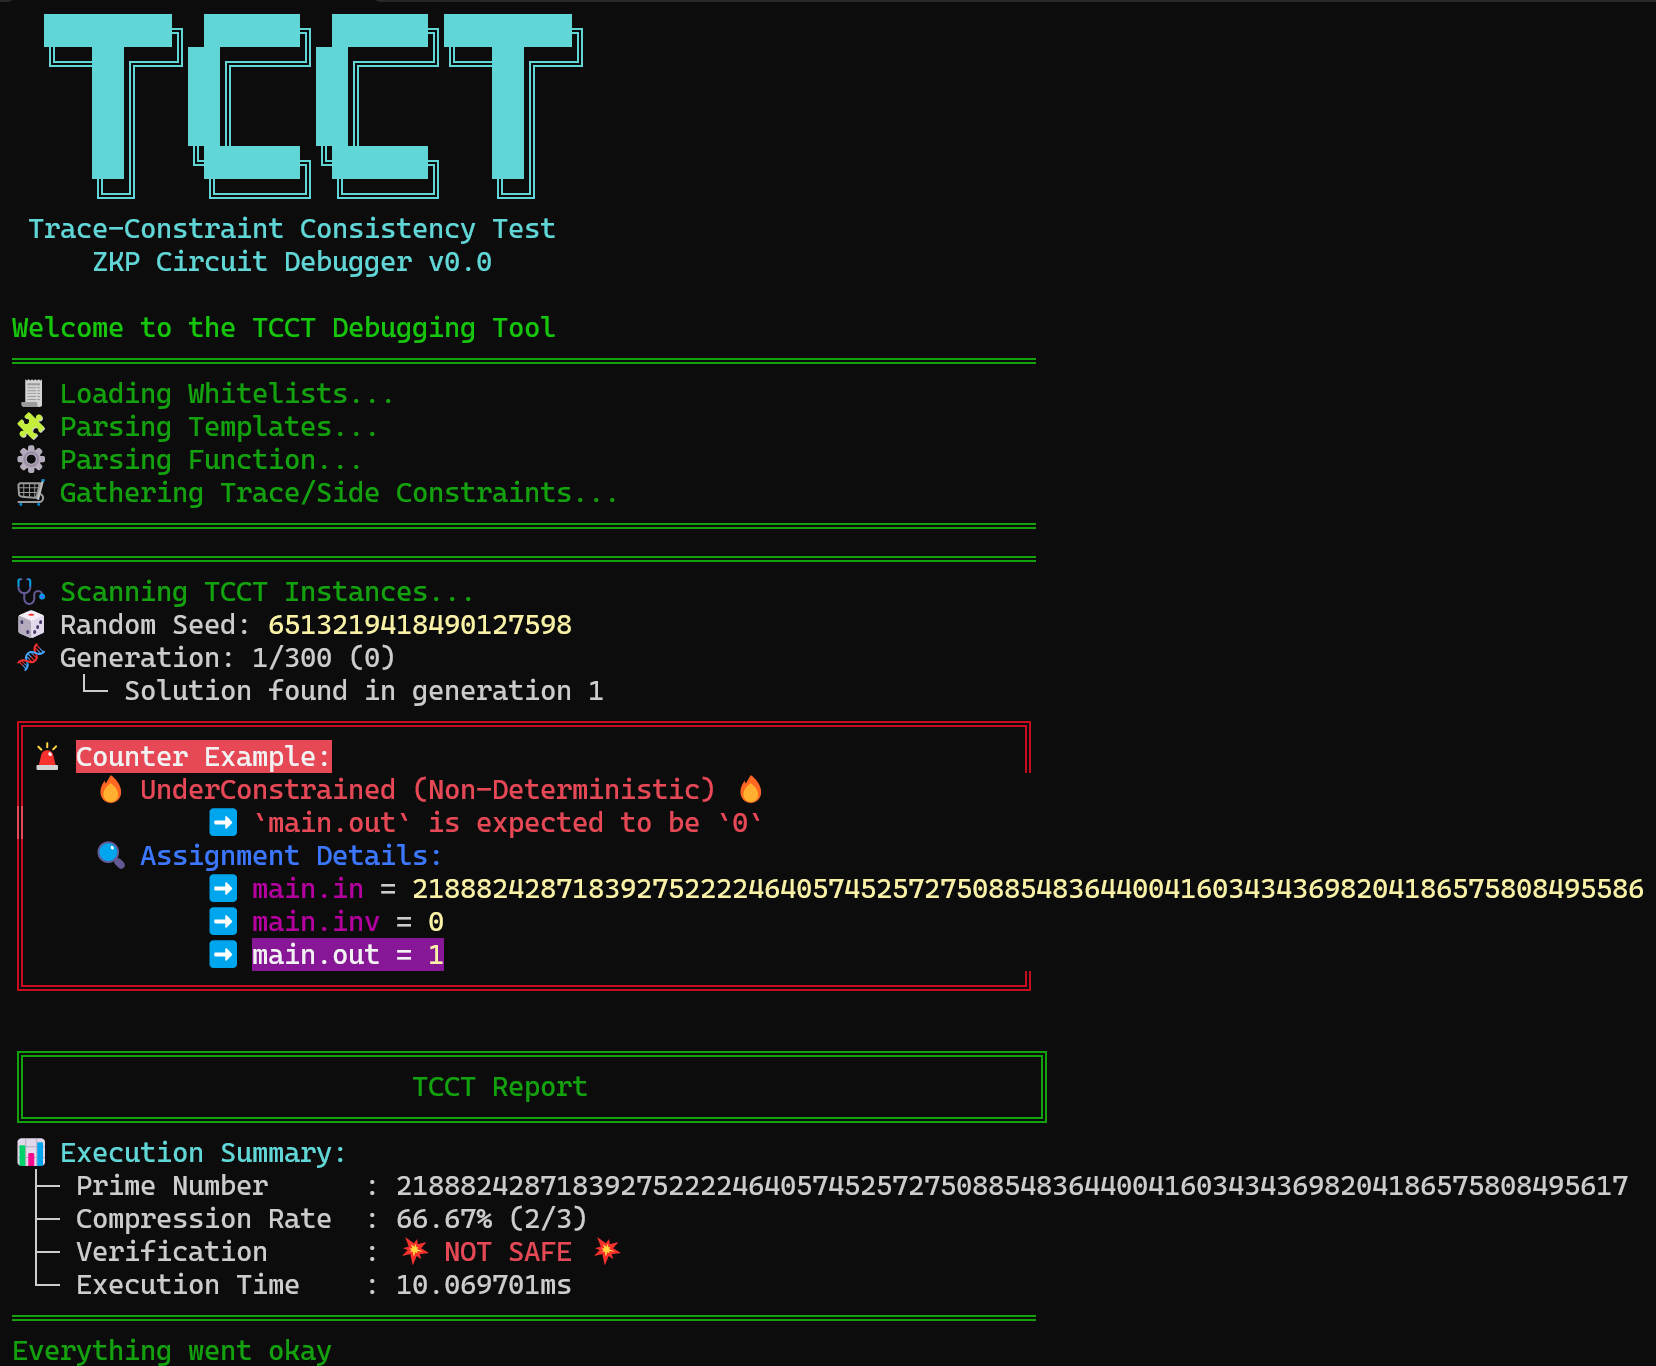 TCCT
Trace-Constraint Consistency Test
ZKP Circuit Debugger v0.0
Welcome to the TCCT Debugging Tool
Loading Whitelists...
Parsing Templates...
Parsing Function...
Gathering Trace/Side Constraints...
Scanning TCCT Instances...
Random Seed: 6513219418490127598
Generation: 1/300 (0)
└─ Solution found in generation 1
Counter Example:
UnderConstrained (Non-Deterministic)
➡️ `main.out` is expected to be `0`
Assignment Details:
➡️ main.in = 21888242871839275222246405745257275088548364400416034343698204186575808495586
➡️ main.inv = 0
➡️ main.out = 1
TCCT Report
Execution Summary:
├─ Prime Number : 21888242871839275222246405745257275088548364400416034343698204186575808495617
├─ Compression Rate : 66.67% (2/3)
├─ Verification : 💥 NOT SAFE 💥
└─ Execution Time : 10.069701ms
Everything went okay